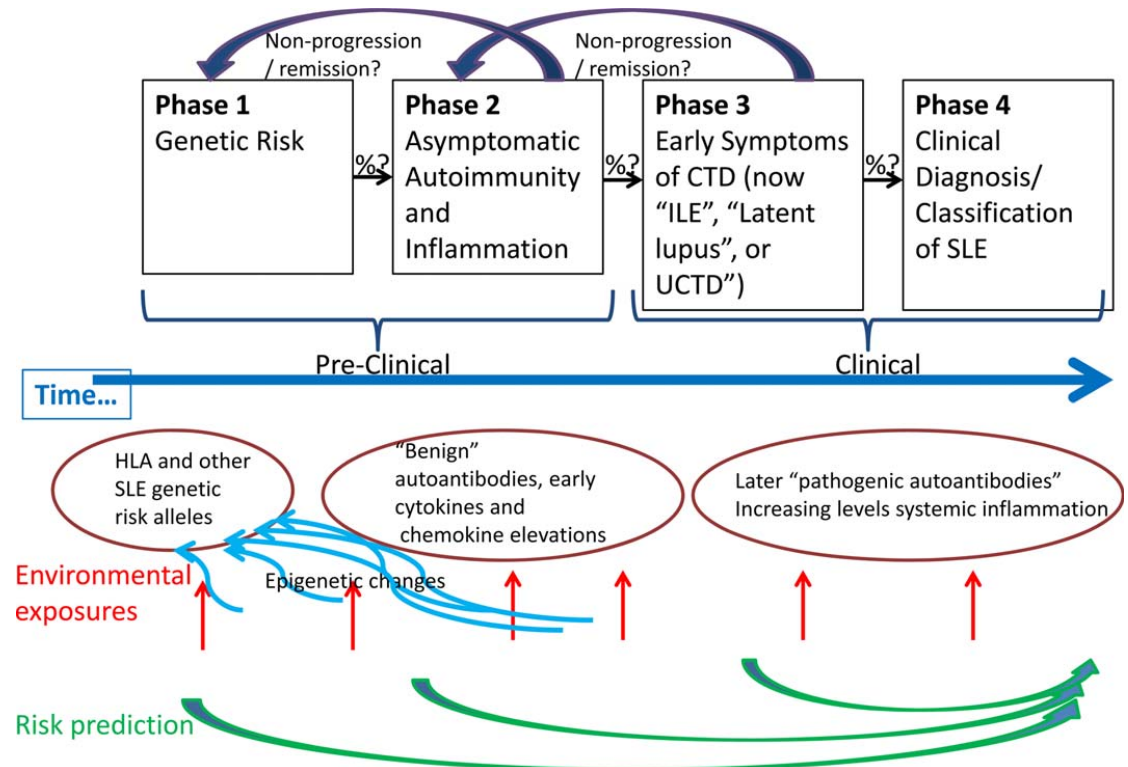 Non-progression
/ remission?
Non-progression
/ remission?
Phase 1
Genetic Risk
%?
Phase 2
Asymptomatic
Autoimmunity
and
Inflammation
%?
Phase 3
Early Symptoms
of CTD (now
“ILE”, “Latent
lupus”, or
UCTD”)
%?
Phase 4
Clinical
Diagnosis/
Classification
of SLE
Pre-Clinical
Clinical
Time...
HLA and other
SLE genetic
risk alleles
“Benign”
autoantibodies, early
cytokines and
chemokine elevations
Later “pathogenic autoantibodies”
Increasing levels systemic inflammation
Epigenetic changes
Environmental
exposures
Risk prediction